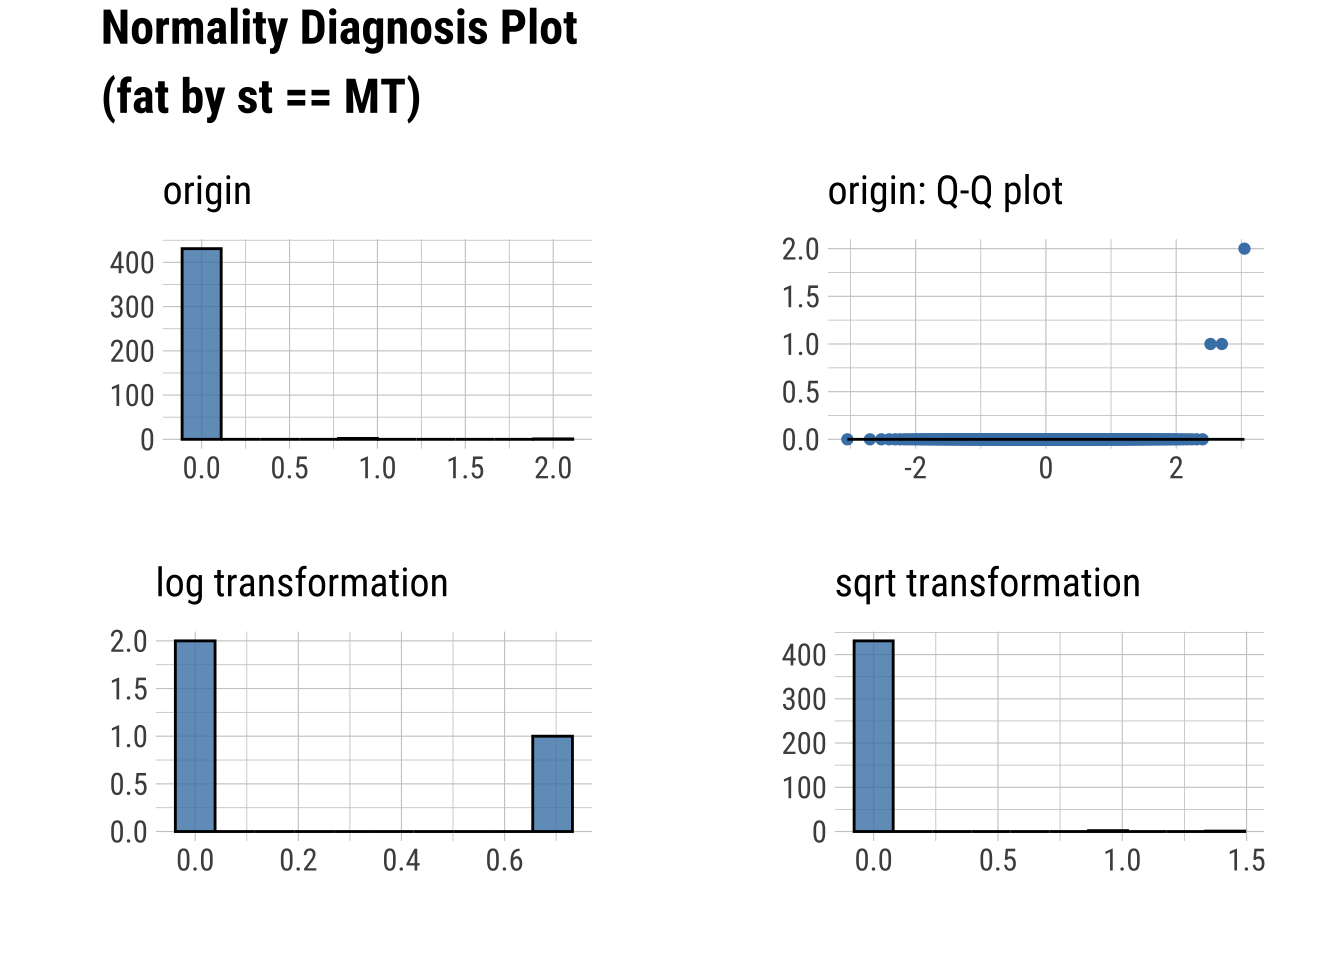 Normality Diagnosis Plot
(fat by st == MT)
origin
400
300
200
100
0
0.0 0.5 1.0 1.5 2.0
origin: Q-Q plot
2.0
1.5
1.0
0.5
0.0
-2 0 2
log transformation
2.0
1.5
1.0
0.5
0.0
0.0 0.2 0.4 0.6
sqrt transformation
400
300
200
100
0
0.0 0.5 1.0 1.5